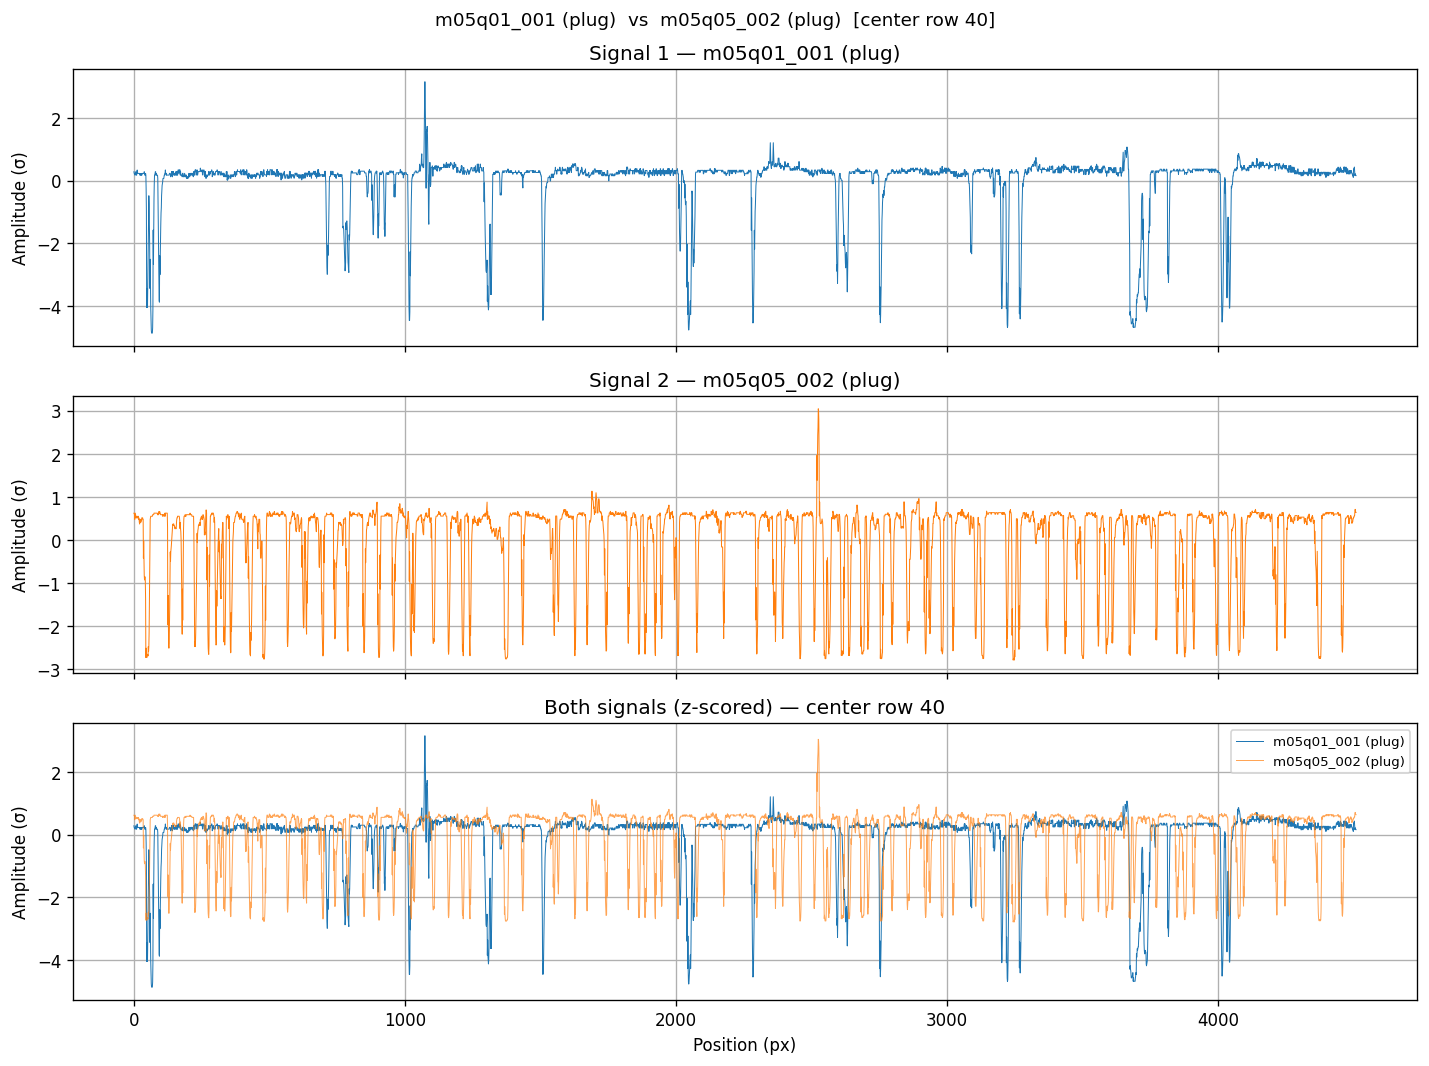 m05q01_001 (plug)  vs  m05q05_002 (plug)  [center row 40]
Signal 1 — m05q01_001 (plug)
Amplitude (σ)
2
0
−2
−4
Signal 2 — m05q05_002 (plug)
Amplitude (σ)
3
2
1
0
−1
−2
−3
Both signals (z-scored) — center row 40
Amplitude (σ)
2
0
−2
−4
m05q01_001 (plug)
m05q05_002 (plug)
0 1000 2000 3000 4000
Position (px)